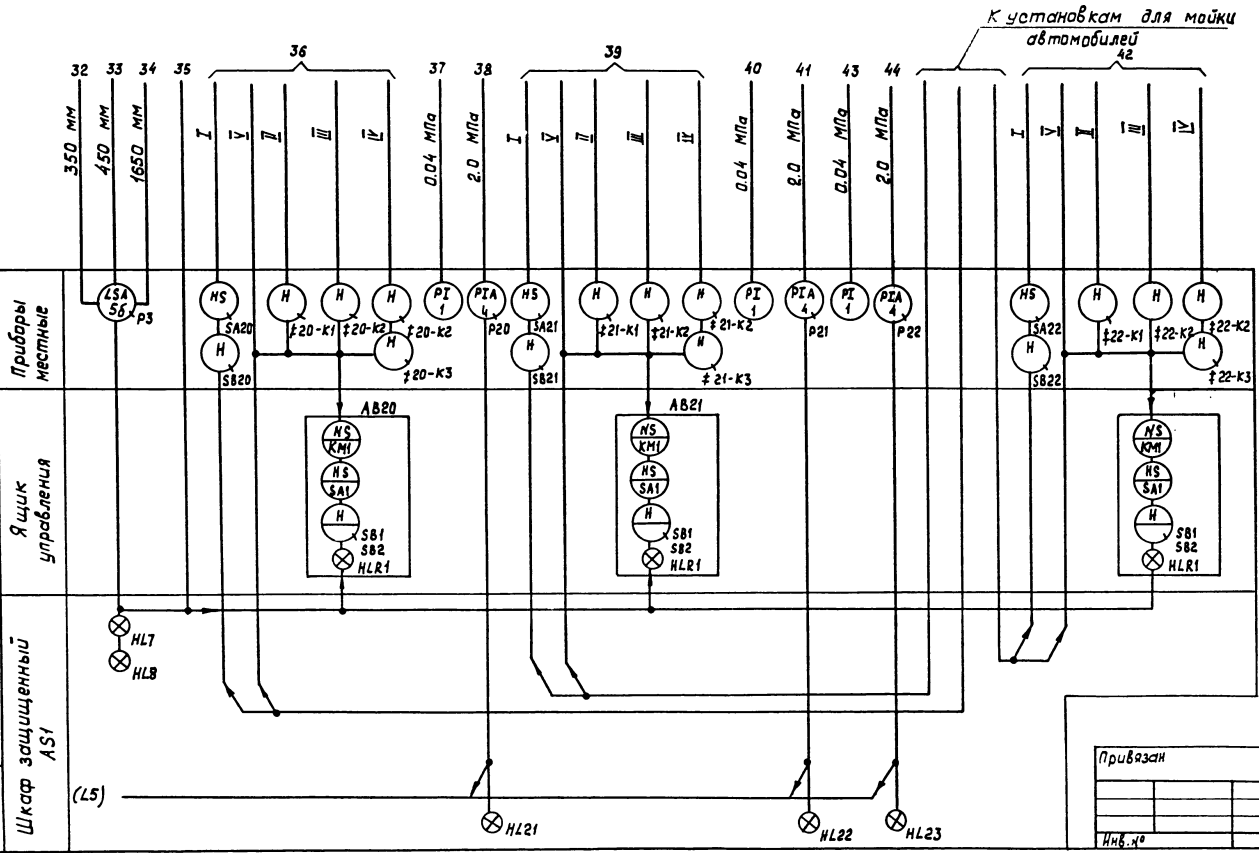 К установкам для мойки
автомобилей
32 33 34 35 36 37 38 39 40 41 43 44 42
350 мм 450 мм 1650 мм I V II III IV 0.04 МПа 2.0 МПа I V II III IV 0.04 МПа 2.0 МПа 0.04 МПа 2.0 МПа I V II III IV
Приборы
местные
LSA
5б
P3
HS
SA20
H
SB20
H
‡20-K1
H
‡20-K2
H
‡20-K2
H
‡20-K3
PI
1
PIA
4
P20
HS
SA21
H
SB21
H
‡21-K1
H
‡21-K2
H
‡21-K2
H
‡21-K3
PI
1
PIA
4
P21
PI
1
PIA
4
P22
HS
SA22
H
SB22
H
‡22-K1
H
‡22-K2
H
‡22-K2
H
‡22-K3
Ящик
управления
AB20
NS
KM1
HS
SA1
H
SB1
SB2
HLR1
AB21
NS
KM1
HS
SA1
H
SB1
SB2
HLR1
NS
KM1
HS
SA1
H
SB1
SB2
HLR1
Шкаф защищенный
AS1
HL7
HL8
(L5)
HL21
HL22
HL23
Привязан
Инв.№